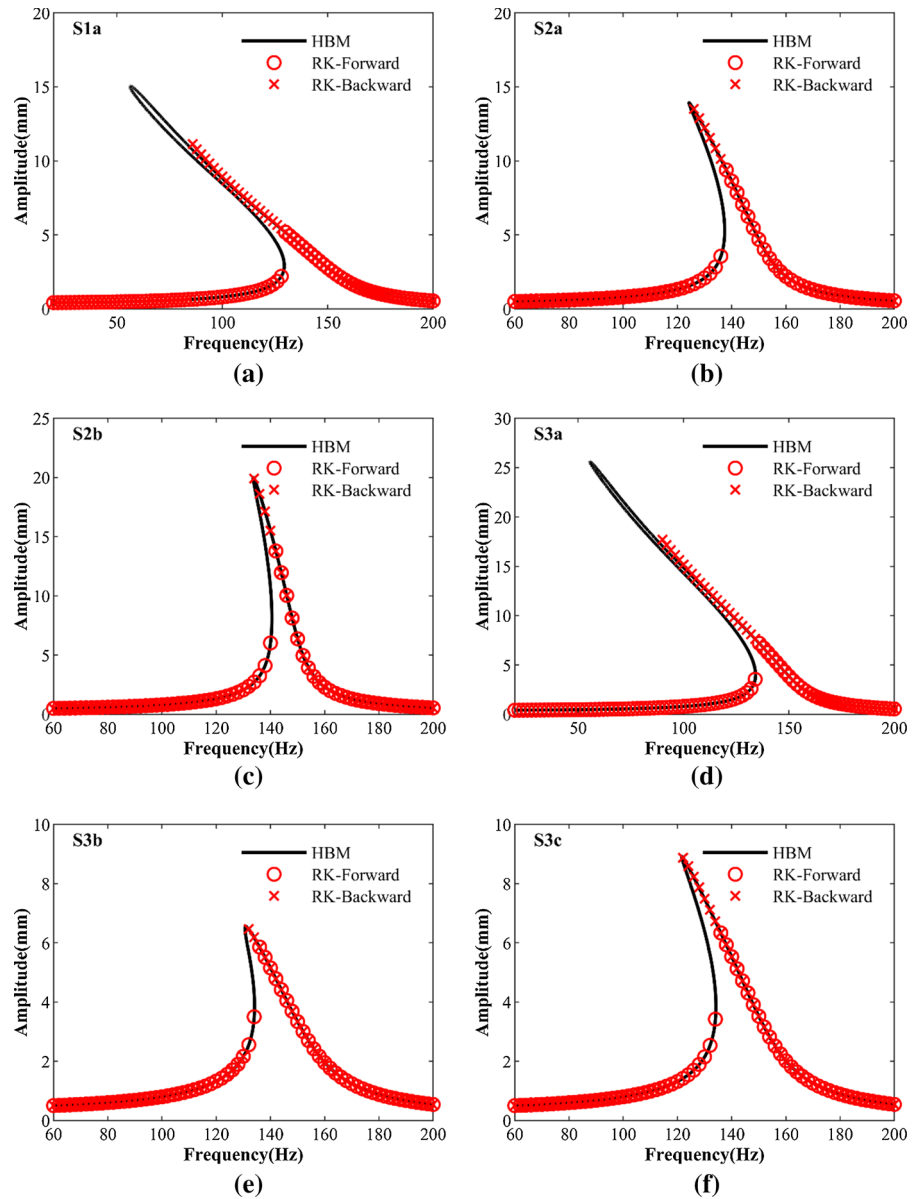 S1a
HBM
RK-Forward
RK-Backward
20
15
10
5
0
50
100
150
200
Amplitude(mm)
Frequency(Hz)
(a)
S2a
HBM
RK-Forward
RK-Backward
20
15
10
5
0
60
80
100
120
140
160
180
200
Amplitude(mm)
Frequency(Hz)
(b)
S2b
HBM
RK-Forward
RK-Backward
25
20
15
10
5
0
60
80
100
120
140
160
180
200
Amplitude(mm)
Frequency(Hz)
(c)
S3a
HBM
RK-Forward
RK-Backward
30
25
20
15
10
5
0
50
100
150
200
Amplitude(mm)
Frequency(Hz)
(d)
S3b
HBM
RK-Forward
RK-Backward
10
8
6
4
2
0
60
80
100
120
140
160
180
200
Amplitude(mm)
Frequency(Hz)
(e)
S3c
HBM
RK-Forward
RK-Backward
10
8
6
4
2
0
60
80
100
120
140
160
180
200
Amplitude(mm)
Frequency(Hz)
(f)